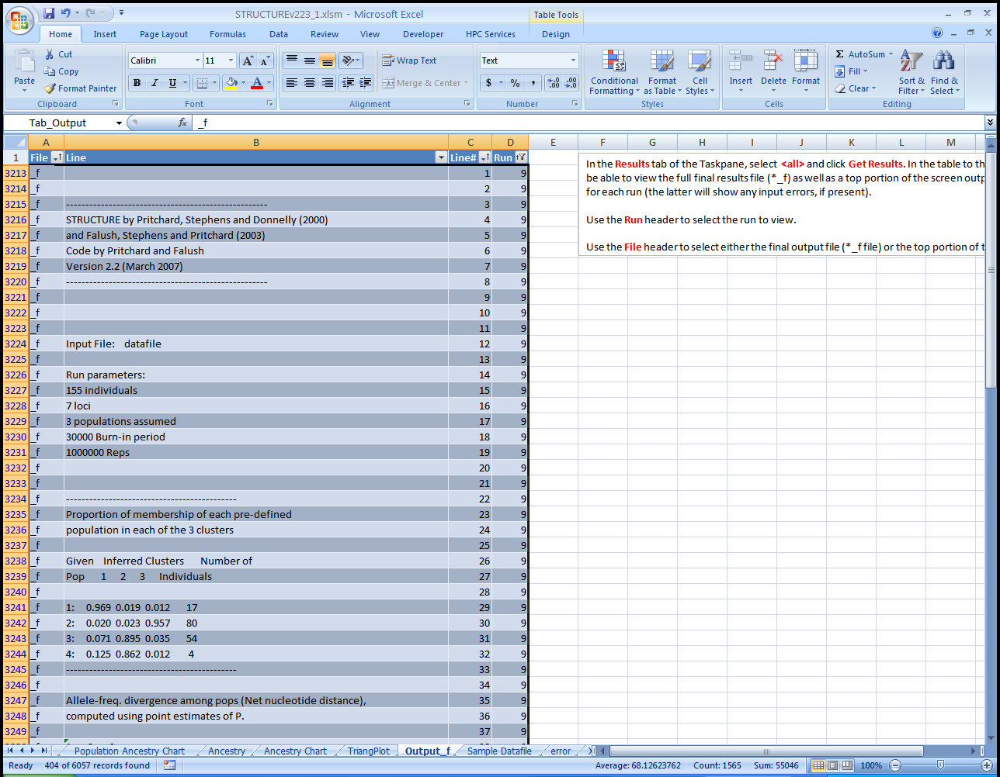 STRUCTUREv223_1.xlsm - Microsoft Excel
Table Tools
Home Insert Page Layout Formulas Data Review View Developer HPC Services Design
Paste
Cut
Copy
Format Painter
Clipboard
Calibri 11
B I U
Font
Wrap Text
Merge & Center
Alignment
Text
$ % ,
Number
Conditional Formatting
Format as Table
Cell Styles
Styles
Insert Delete Format
Cells
Σ AutoSum
Fill
Clear
Sort & Filter
Find & Select
Editing
Tab_Output fx _f
A B C D E F G H I J K L M
1 File Line Line# Run
3213 _f 1 9
3214 _f 2 9
3215 _f ---------------------------------------------------- 3 9
3216 _f STRUCTURE by Pritchard, Stephens and Donnelly (2000) 4 9
3217 _f and Falush, Stephens and Pritchard (2003) 5 9
3218 _f Code by Pritchard and Falush 6 9
3219 _f Version 2.2 (March 2007) 7 9
3220 _f ---------------------------------------------------- 8 9
3221 _f 9 9
3222 _f 10 9
3223 _f 11 9
3224 _f Input File: datafile 12 9
3225 _f 13 9
3226 _f Run parameters: 14 9
3227 _f 155 individuals 15 9
3228 _f 7 loci 16 9
3229 _f 3 populations assumed 17 9
3230 _f 30000 Burn-in period 18 9
3231 _f 1000000 Reps 19 9
3232 _f 20 9
3233 _f 21 9
3234 _f -------------------------------------------- 22 9
3235 _f Proportion of membership of each pre-defined 23 9
3236 _f population in each of the 3 clusters 24 9
3237 _f 25 9
3238 _f Given Inferred Clusters Number of 26 9
3239 _f Pop 1 2 3 Individuals 27 9
3240 _f 28 9
3241 _f 1: 0.969 0.019 0.012 17 29 9
3242 _f 2: 0.020 0.023 0.957 80 30 9
3243 _f 3: 0.071 0.895 0.035 54 31 9
3244 _f 4: 0.125 0.862 0.012 4 32 9
3245 _f -------------------------------------------- 33 9
3246 _f 34 9
3247 _f Allele-freq. divergence among pops (Net nucleotide distance), 35 9
3248 _f computed using point estimates of P. 36 9
3249 _f 37 9
In the Results tab of the Taskpane, select <all> and click Get Results. In the table to th
be able to view the full final results file (*_f) as well as a top portion of the screen outp
for each run (the latter will show any input errors, if present).
Use the Run header to select the run to view.
Use the File header to select either the final output file (*_f file) or the top portion of t
Population Ancestry Chart Ancestry Ancestry Chart TriangPlot Output_f Sample Datafile error
Ready 404 of 6057 records found Average: 68.12623762 Count: 1565 Sum: 55046 100%